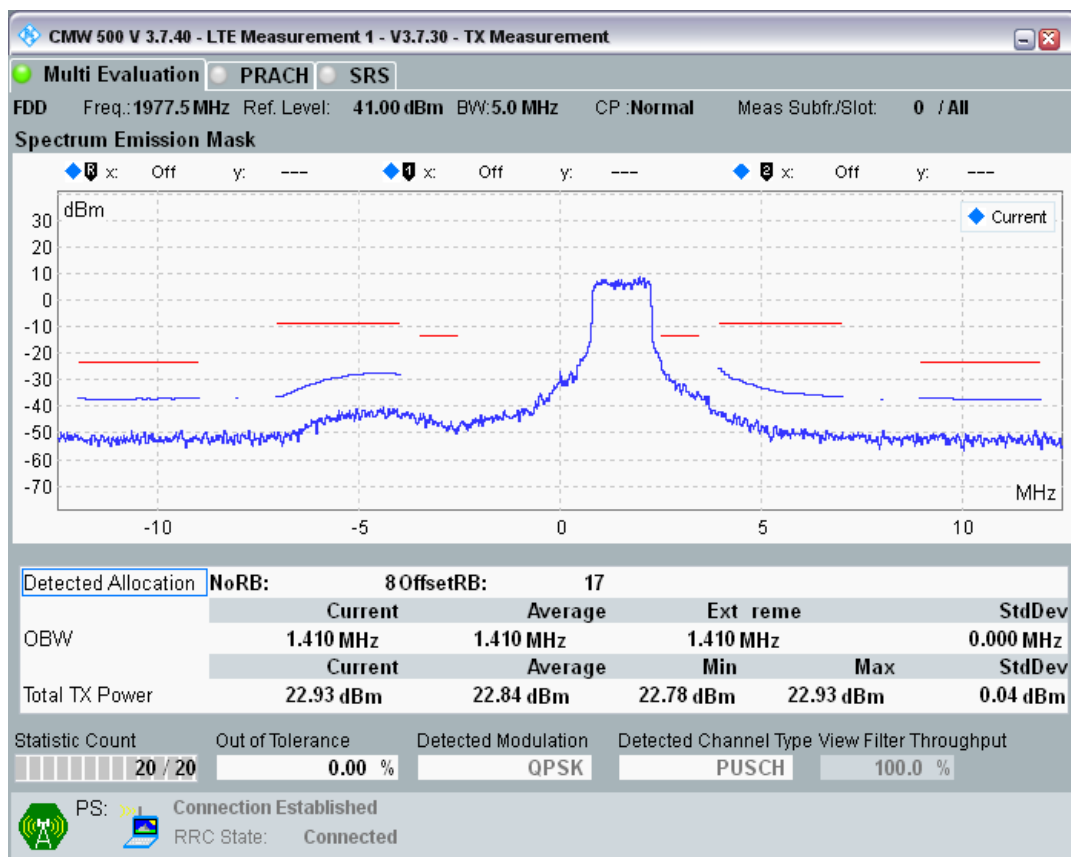 CMW 500 V 3.7.40 - LTE Measurement 1 - V3.7.30 - TX Measurement
Multi Evaluation PRACH SRS
FDD Freq.: 1977.5 MHz Ref. Level: 41.00 dBm BW: 5.0 MHz CP : Normal Meas Subfr./Slot: 0 / All
Spectrum Emission Mask
R x: Off y: --- 1 x: Off y: --- 2 x: Off y: ---
dBm
Current
30
20
10
0
-10
-20
-30
-40
-50
-60
-70
MHz
-10 -5 0 5 10
Detected Allocation NoRB: 8 OffsetRB: 17
Current Average Ext reme StdDev
OBW 1.410 MHz 1.410 MHz 1.410 MHz 0.000 MHz
Current Average Min Max StdDev
Total TX Power 22.93 dBm 22.84 dBm 22.78 dBm 22.93 dBm 0.04 dBm
Statistic Count Out of Tolerance Detected Modulation Detected Channel Type View Filter Throughput
20 / 20 0.00 % QPSK PUSCH 100.0 %
PS: Connection Established
RRC State: Connected